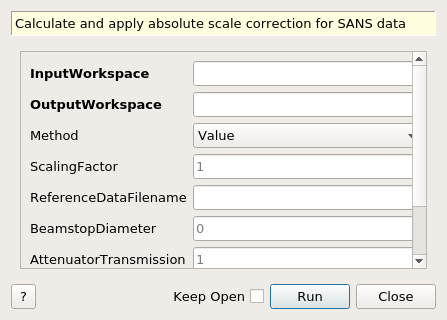 Calculate and apply absolute scale correction for SANS data
InputWorkspace
OutputWorkspace
Method Value
ScalingFactor 1
ReferenceDataFilename
BeamstopDiameter 0
AttenuatorTransmission 1
? Keep Open Run Close